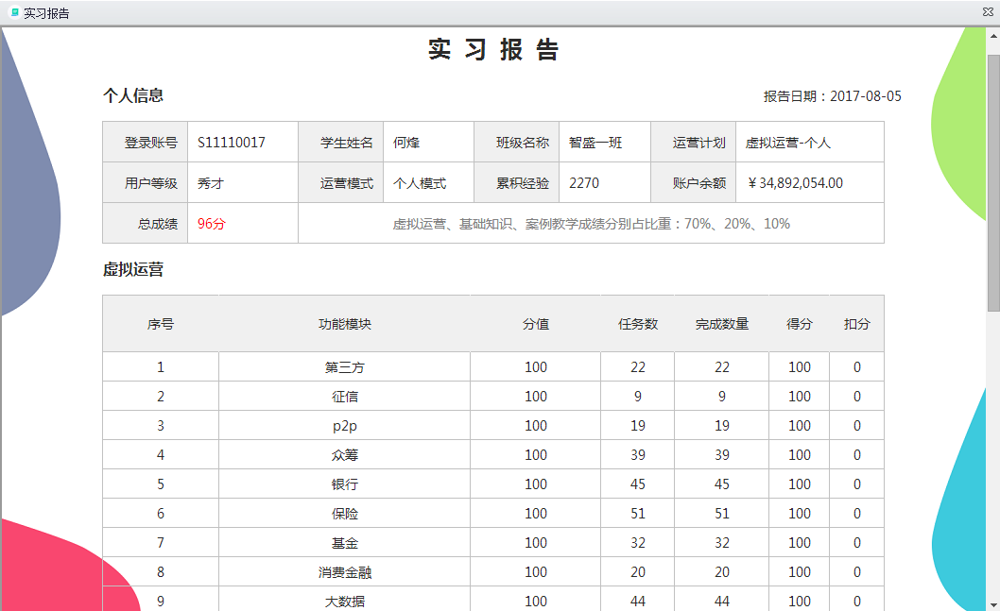 实习报告
实 习 报 告
个人信息 报告日期：2017-08-05
登录账号 S11110017 学生姓名 何烽 班级名称 智盛一班 运营计划 虚拟运营-个人
用户等级 秀才 运营模式 个人模式 累积经验 2270 账户余额 ￥34,892,054.00
总成绩 96分 虚拟运营、基础知识、案例教学成绩分别占比重：70%、20%、10%
虚拟运营
序号 功能模块 分值 任务数 完成数量 得分 扣分
1 第三方 100 22 22 100 0
2 征信 100 9 9 100 0
3 p2p 100 19 19 100 0
4 众筹 100 39 39 100 0
5 银行 100 45 45 100 0
6 保险 100 51 51 100 0
7 基金 100 32 32 100 0
8 消费金融 100 20 20 100 0
9 大数据 100 44 44 100 0